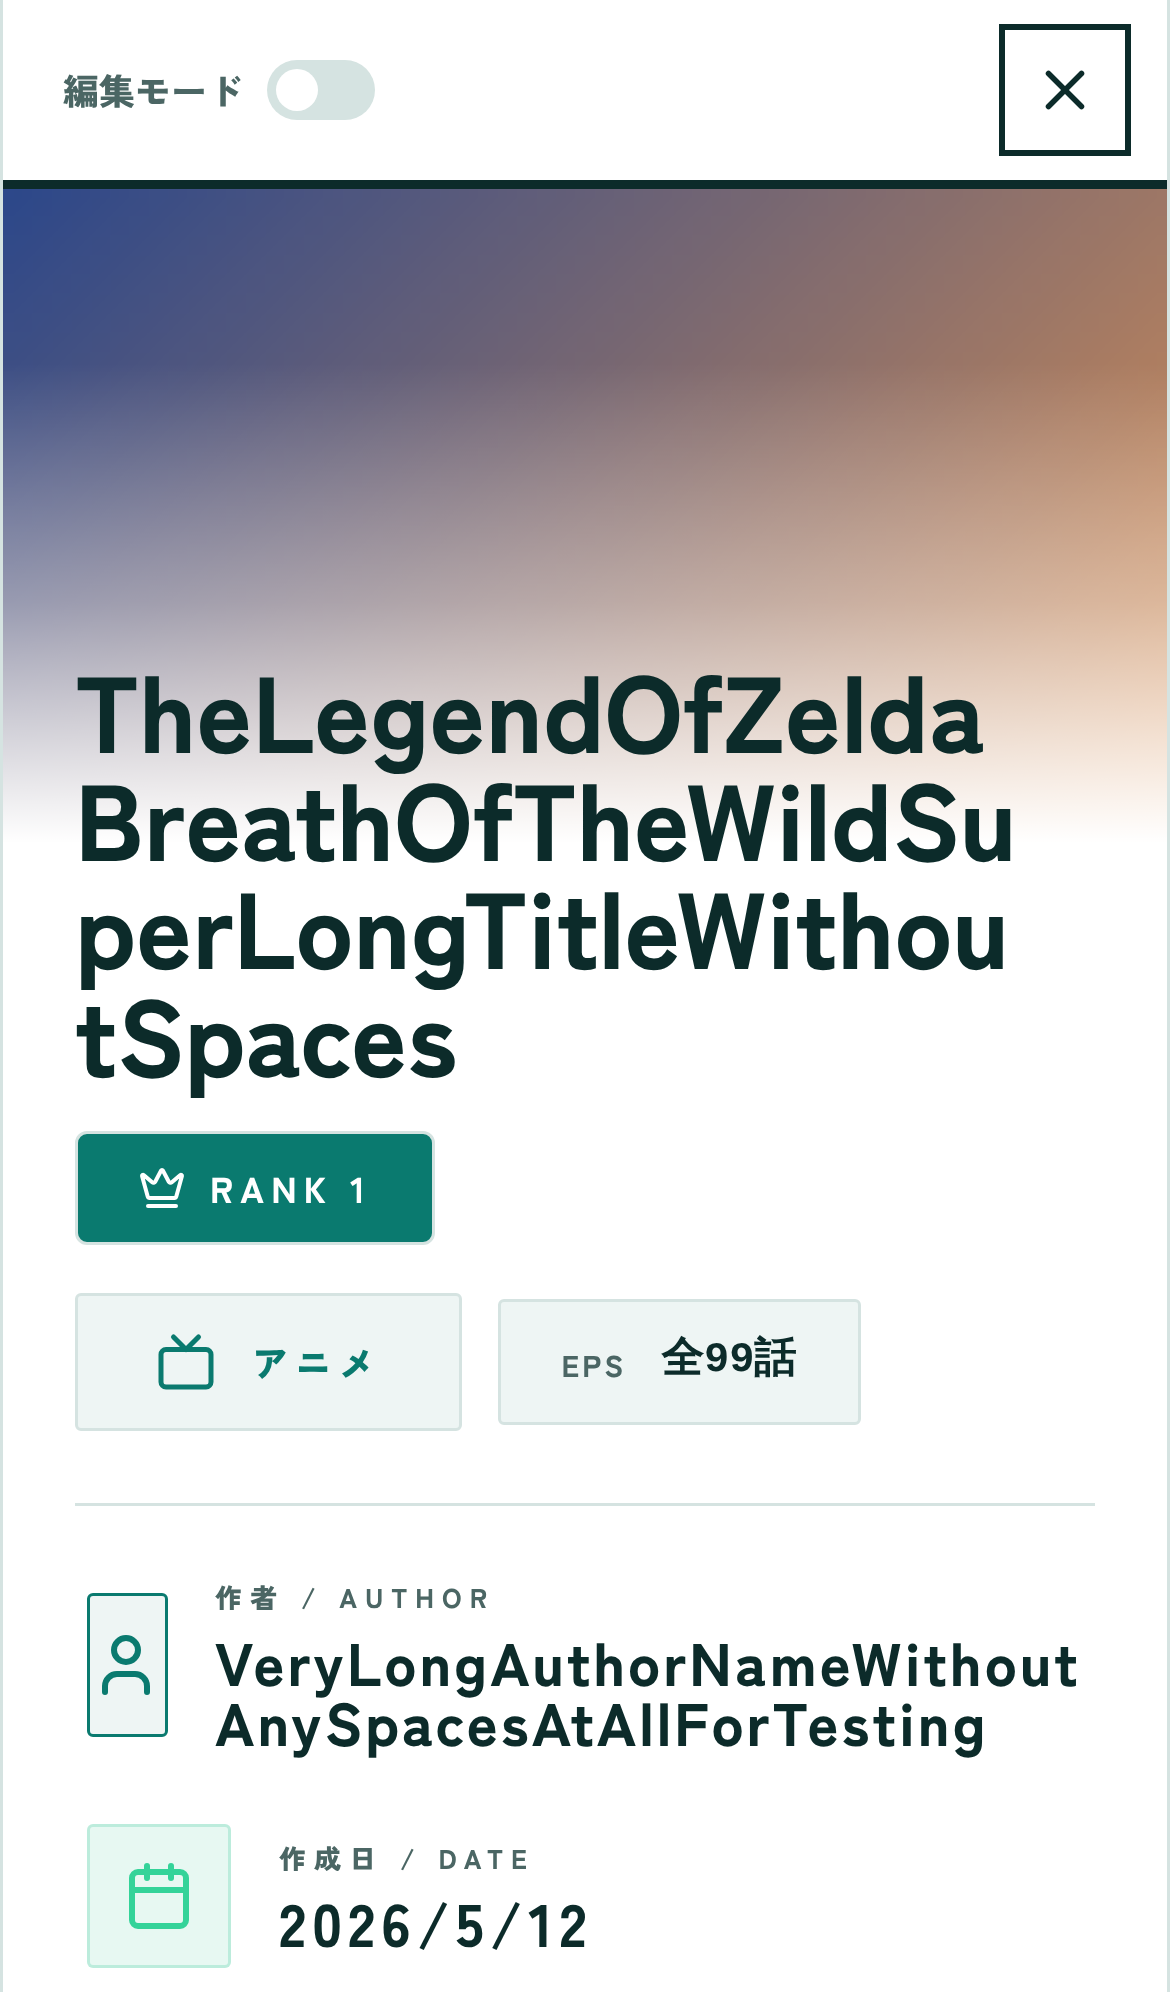 編集モード
TheLegendOfZelda
BreathOfTheWildSu
perLongTitleWithou
tSpaces
RANK 1
アニメ
EPS 全99話
作者 / AUTHOR
VeryLongAuthorNameWithout
AnySpacesAtAllForTesting
作成日 / DATE
2026/5/12